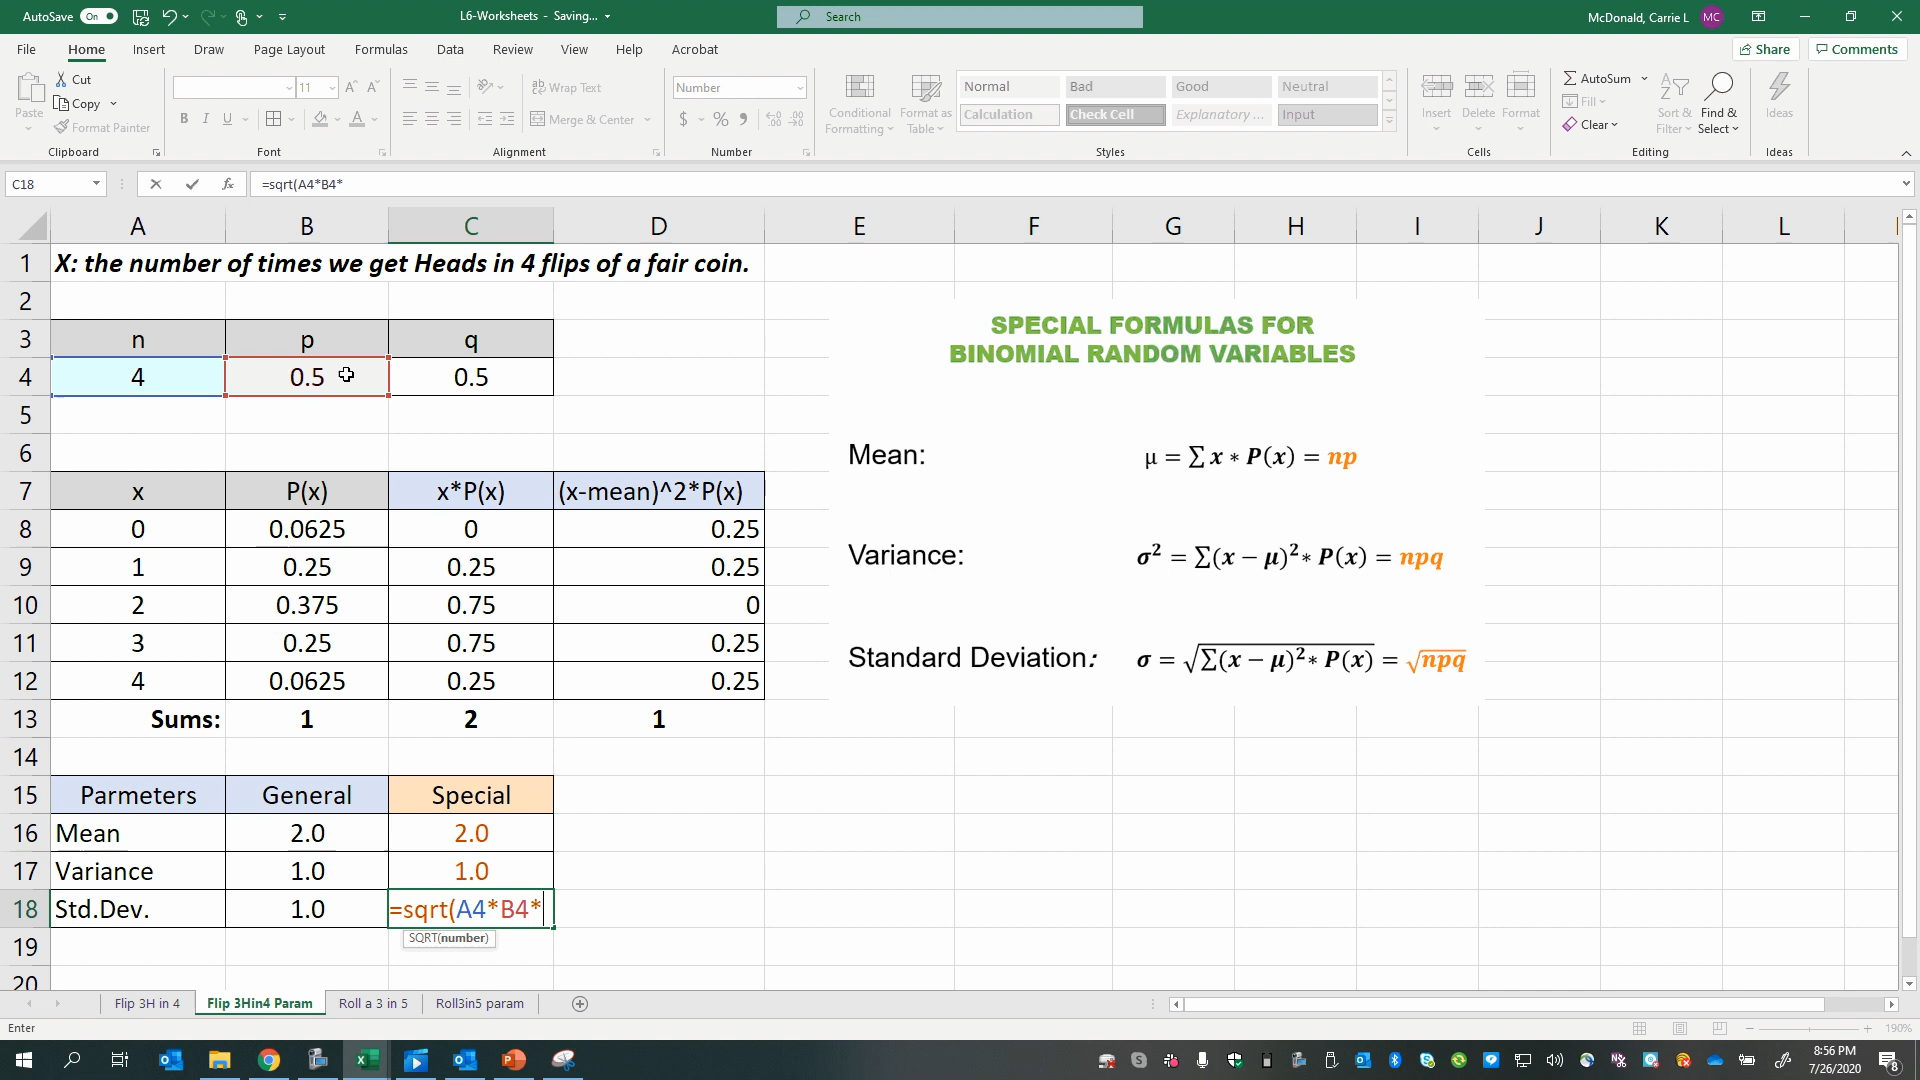 AutoSave On L6-Worksheets - Saving... Search McDonald, Carrie L MC
File Home Insert Draw Page Layout Formulas Data Review View Help Acrobat Share Comments
Paste Cut Copy Format Painter Clipboard
11 B I U A A A Font
Wrap Text Merge & Center Alignment
Number $ % Number
Conditional Formatting Format as Table Normal Bad Good Neutral Calculation Check Cell Explanatory ... Input Styles
Insert Delete Format Cells
AutoSum Fill Clear Sort & Filter Find & Select Editing
Ideas Ideas
C18 fx =sqrt(A4*B4*
A B C D E F G H I J K L
1 X: the number of times we get Heads in 4 flips of a fair coin.
2
3 n p q
4 4 0.5 0.5
5
6
7 x P(x) x*P(x) (x-mean)^2*P(x)
8 0 0.0625 0 0.25
9 1 0.25 0.25 0.25
10 2 0.375 0.75 0
11 3 0.25 0.75 0.25
12 4 0.0625 0.25 0.25
13 Sums: 1 2 1
14
15 Parmeters General Special
16 Mean 2.0 2.0
17 Variance 1.0 1.0
18 Std.Dev. 1.0 =sqrt(A4*B4*
SQRT(number)
19
20
SPECIAL FORMULAS FOR
BINOMIAL RANDOM VARIABLES
Mean: μ = ∑ x * P(x) = np
Variance: σ² = ∑(x − μ)² * P(x) = npq
Standard Deviation: σ = √∑(x − μ)² * P(x) = √npq
Flip 3H in 4 Flip 3Hin4 Param Roll a 3 in 5 Roll3in5 param
Enter 190%
8:56 PM
7/26/2020
8